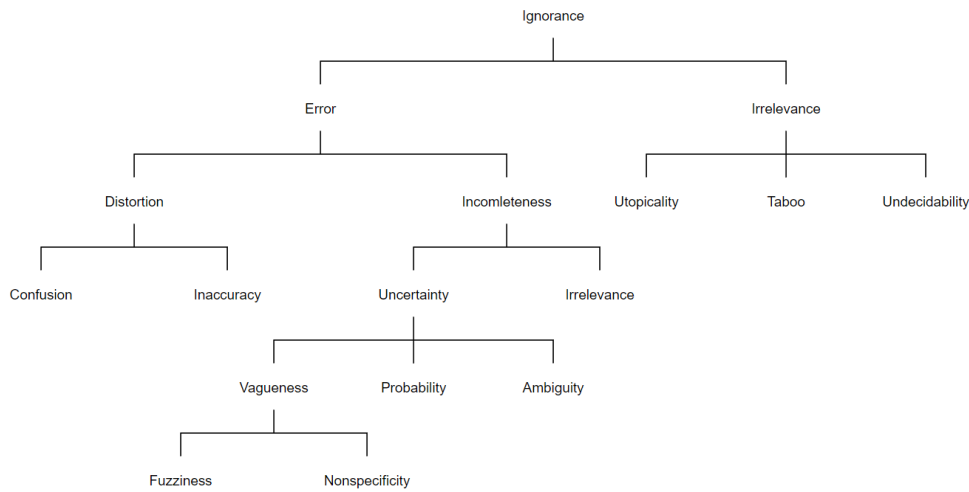 Ignorance
Error Irrelevance
Distortion Incomleteness Utopicality Taboo Undecidability
Confusion Inaccuracy Uncertainty Irrelevance
Vagueness Probability Ambiguity
Fuzziness Nonspecificity